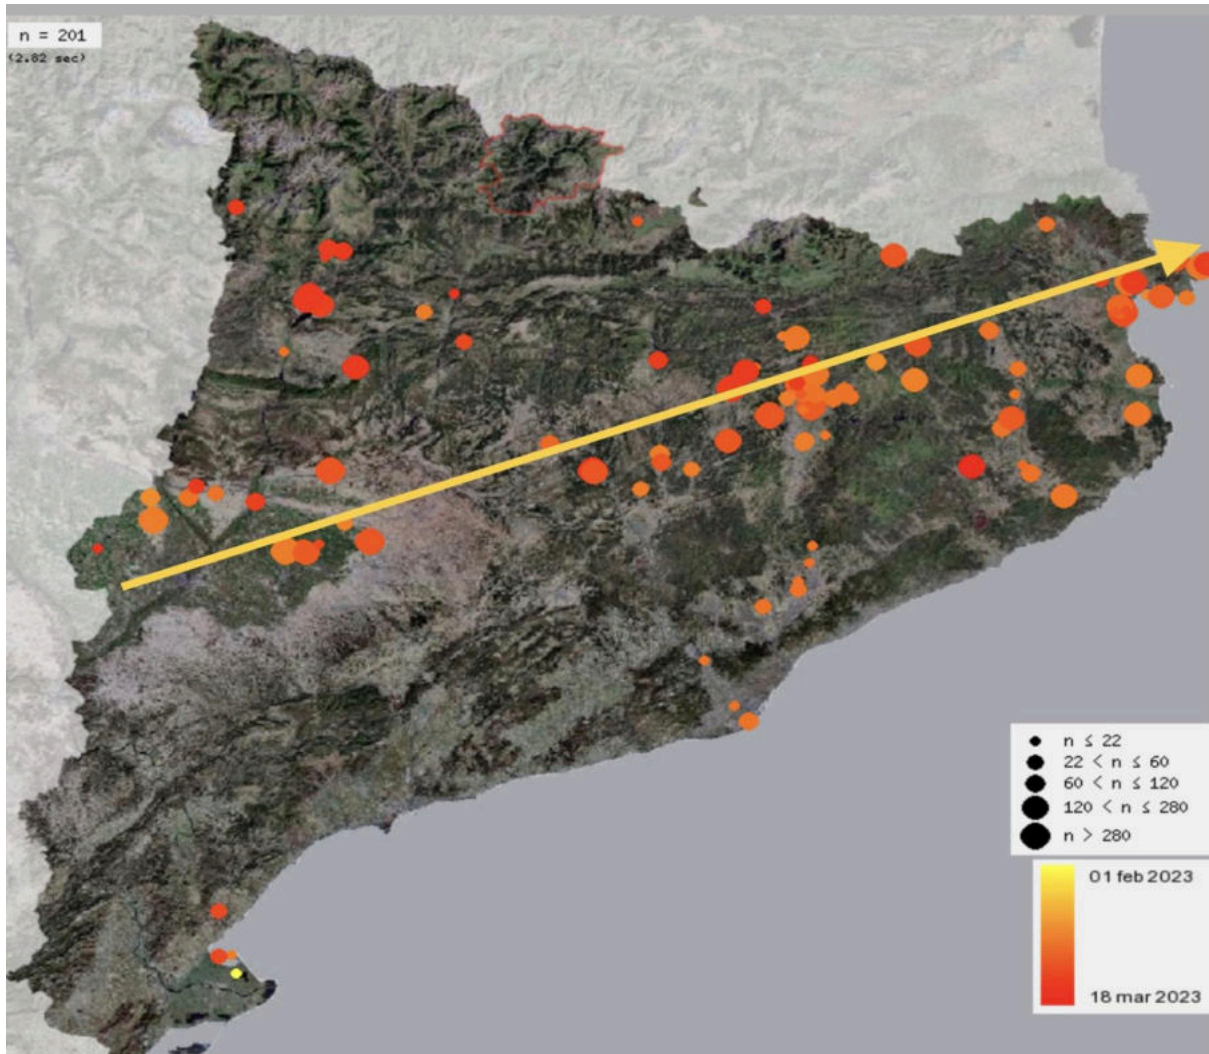 n = 201
(2.82 sec)
n ≤ 22
22 < n ≤ 60
60 < n ≤ 120
120 < n ≤ 280
n > 280
01 feb 2023
18 mar 2023